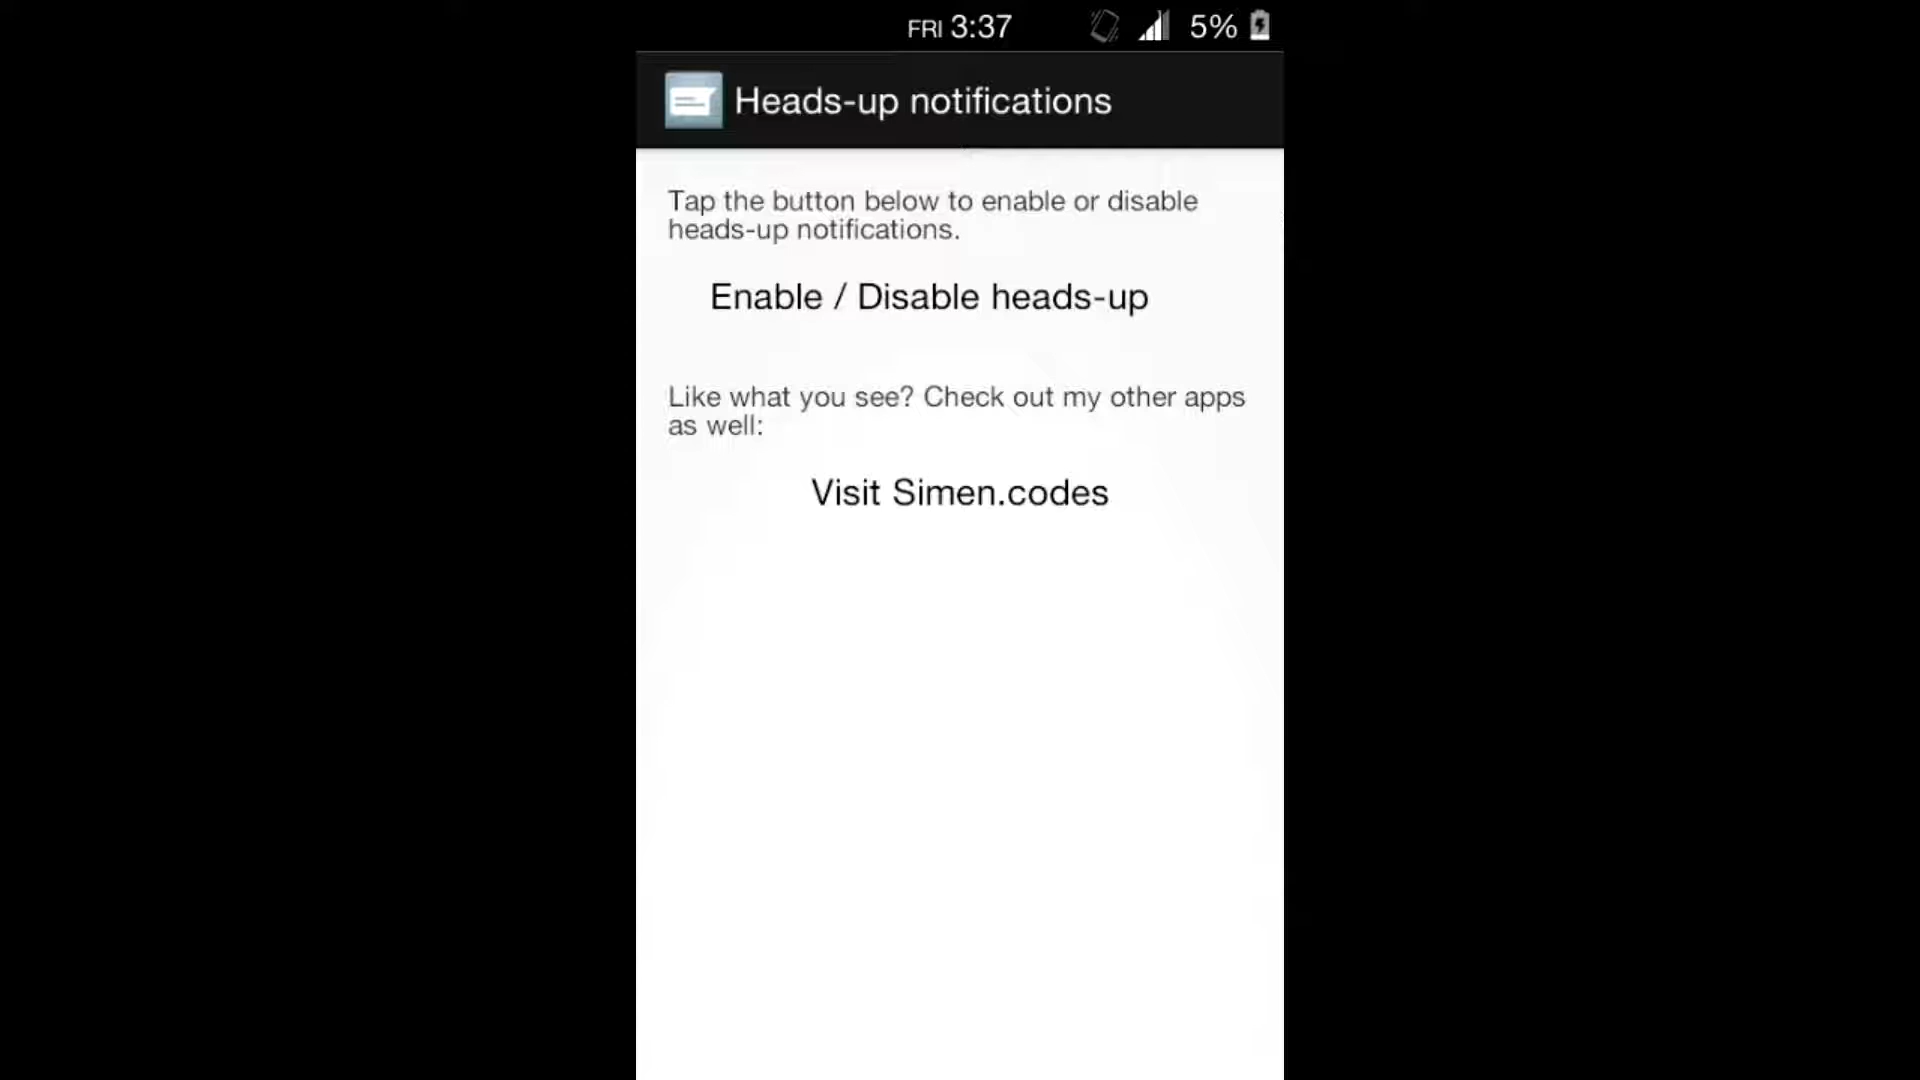 FRI 3:37 5%
Heads-up notifications
Tap the button below to enable or disable
heads-up notifications.
Enable / Disable heads-up
Like what you see? Check out my other apps
as well:
Visit Simen.codes